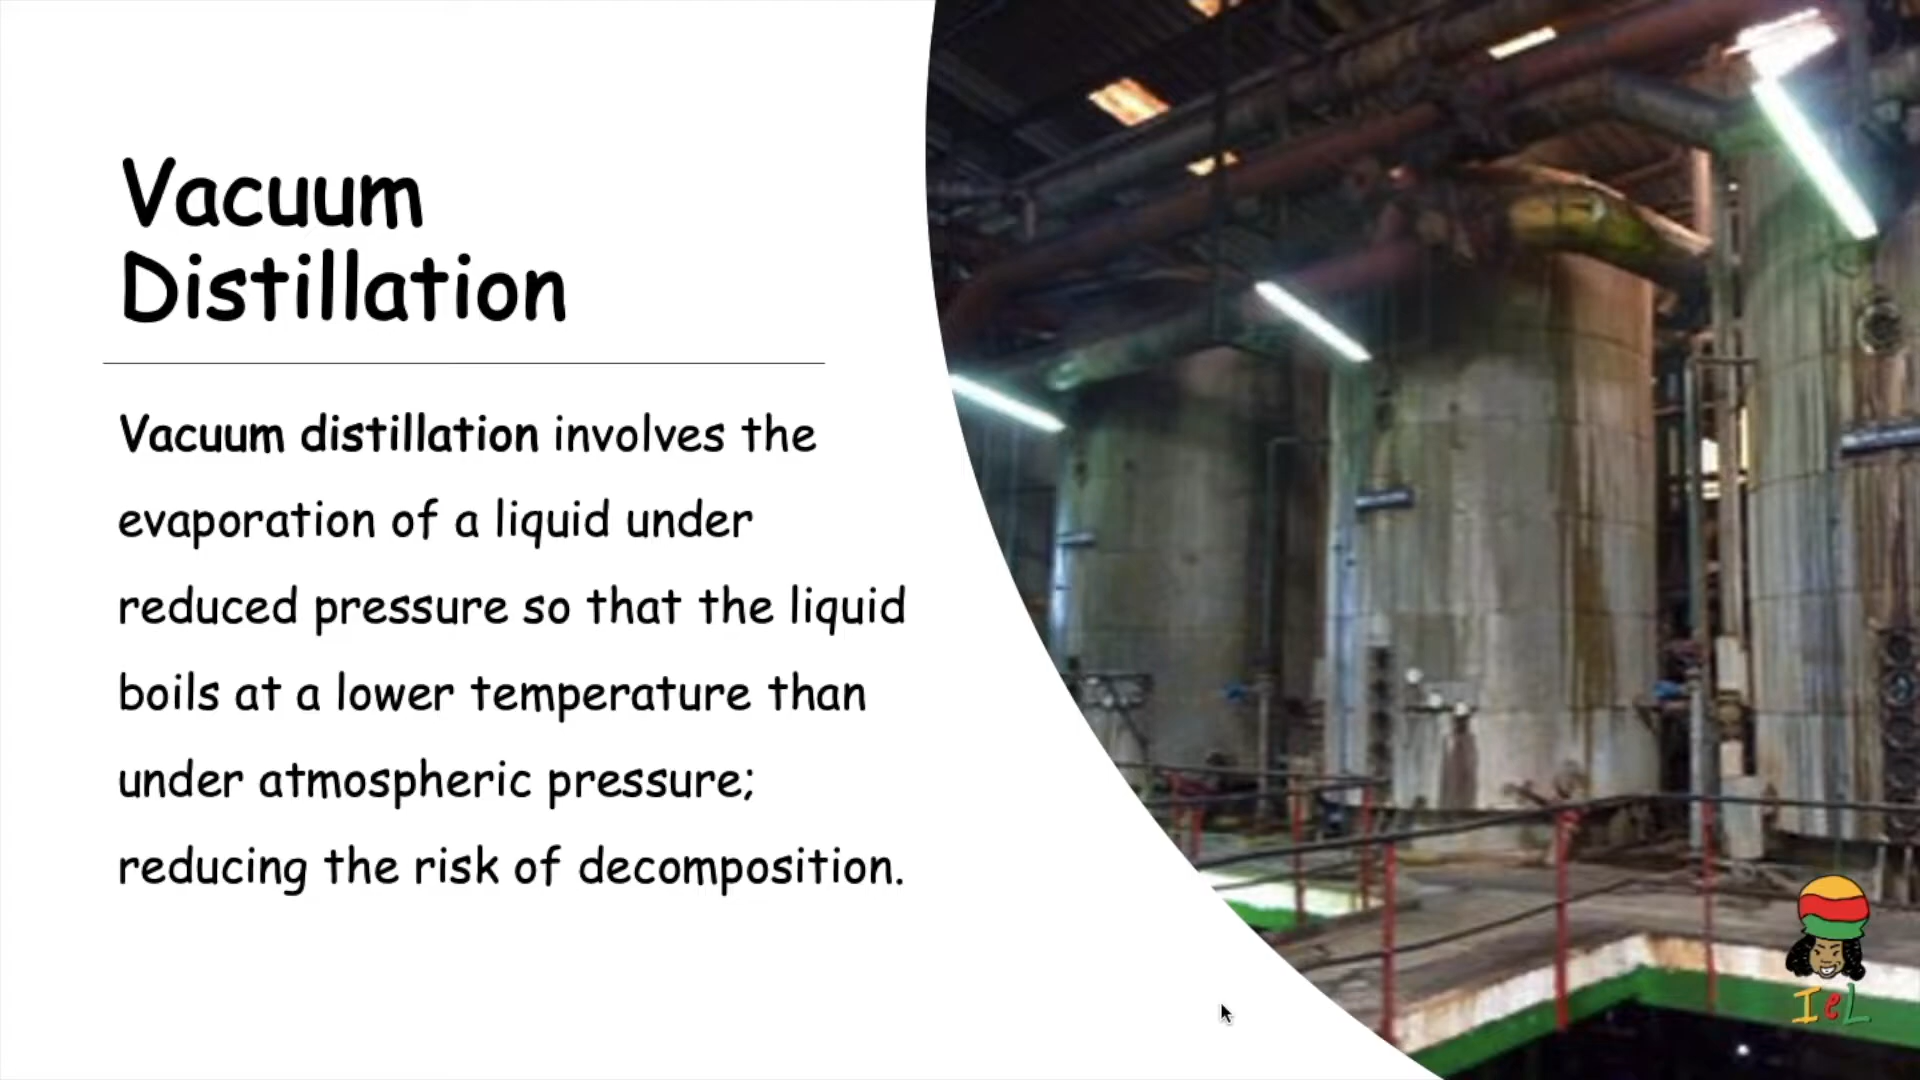 Vacuum
Distillation
Vacuum distillation involves the
evaporation of a liquid under
reduced pressure so that the liquid
boils at a lower temperature than
under atmospheric pressure;
reducing the risk of decomposition.
IeL